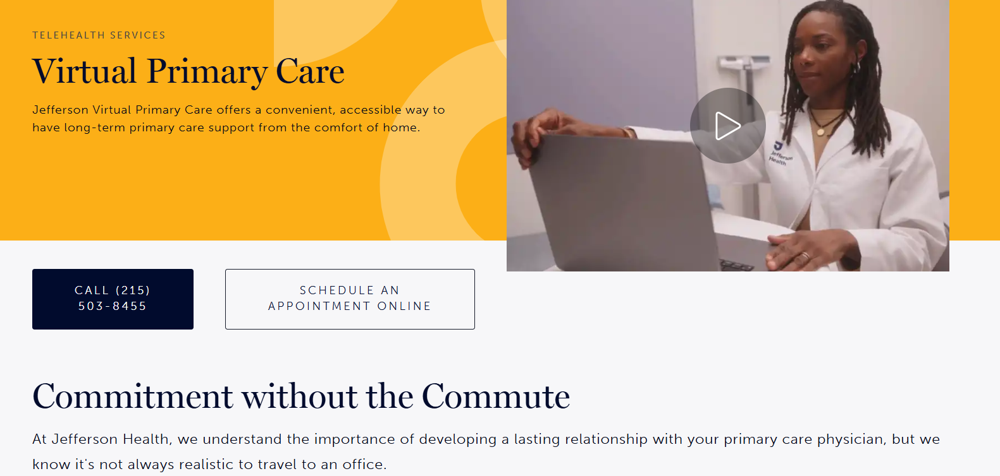 TELEHEALTH SERVICES
Virtual Primary Care
Jefferson Virtual Primary Care offers a convenient, accessible way to
have long-term primary care support from the comfort of home.
Jefferson
Health
CALL (215)
503-8455
SCHEDULE AN
APPOINTMENT ONLINE
Commitment without the Commute
At Jefferson Health, we understand the importance of developing a lasting relationship with your primary care physician, but we
know it's not always realistic to travel to an office.